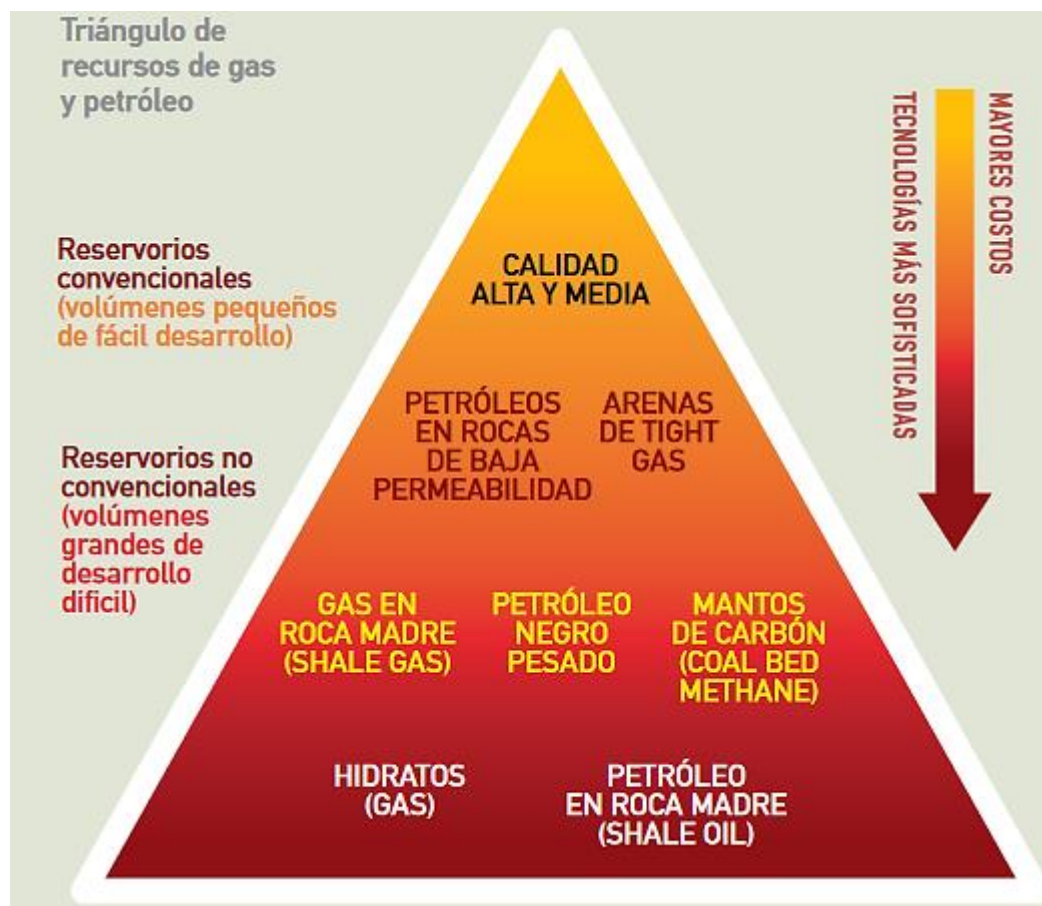 Triángulo de
recursos de gas
y petróleo
Reservorios
convencionales
(volúmenes pequeños
de fácil desarrollo)
Reservorios no
convencionales
(volúmenes
grandes de
desarrollo
dificil)
CALIDAD
ALTA Y MEDIA
PETRÓLEOS
EN ROCAS
DE BAJA
PERMEABILIDAD
ARENAS
DE TIGHT
GAS
GAS EN
ROCA MADRE
(SHALE GAS)
PETRÓLEO
NEGRO
PESADO
MANTOS
DE CARBÓN
(COAL BED
METHANE)
HIDRATOS
(GAS)
PETRÓLEO
EN ROCA MADRE
(SHALE OIL)
TECNOLOGÍAS MÁS SOFISTICADAS
MAYORES COSTOS